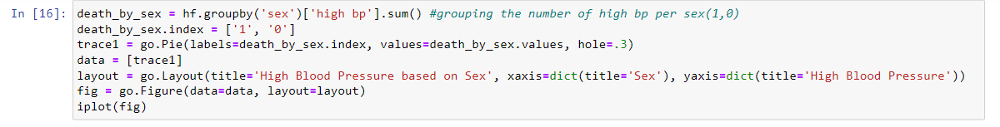 In [16]: death_by_sex = hf.groupby('sex')['high bp'].sum() #grouping the number of high bp per sex(1,0)
death_by_sex.index = ['1', '0']
trace1 = go.Pie(labels=death_by_sex.index, values=death_by_sex.values, hole=.3)
data = [trace1]
layout = go.Layout(title='High Blood Pressure based on Sex', xaxis=dict(title='Sex'), yaxis=dict(title='High Blood Pressure'))
fig = go.Figure(data=data, layout=layout)
iplot(fig)